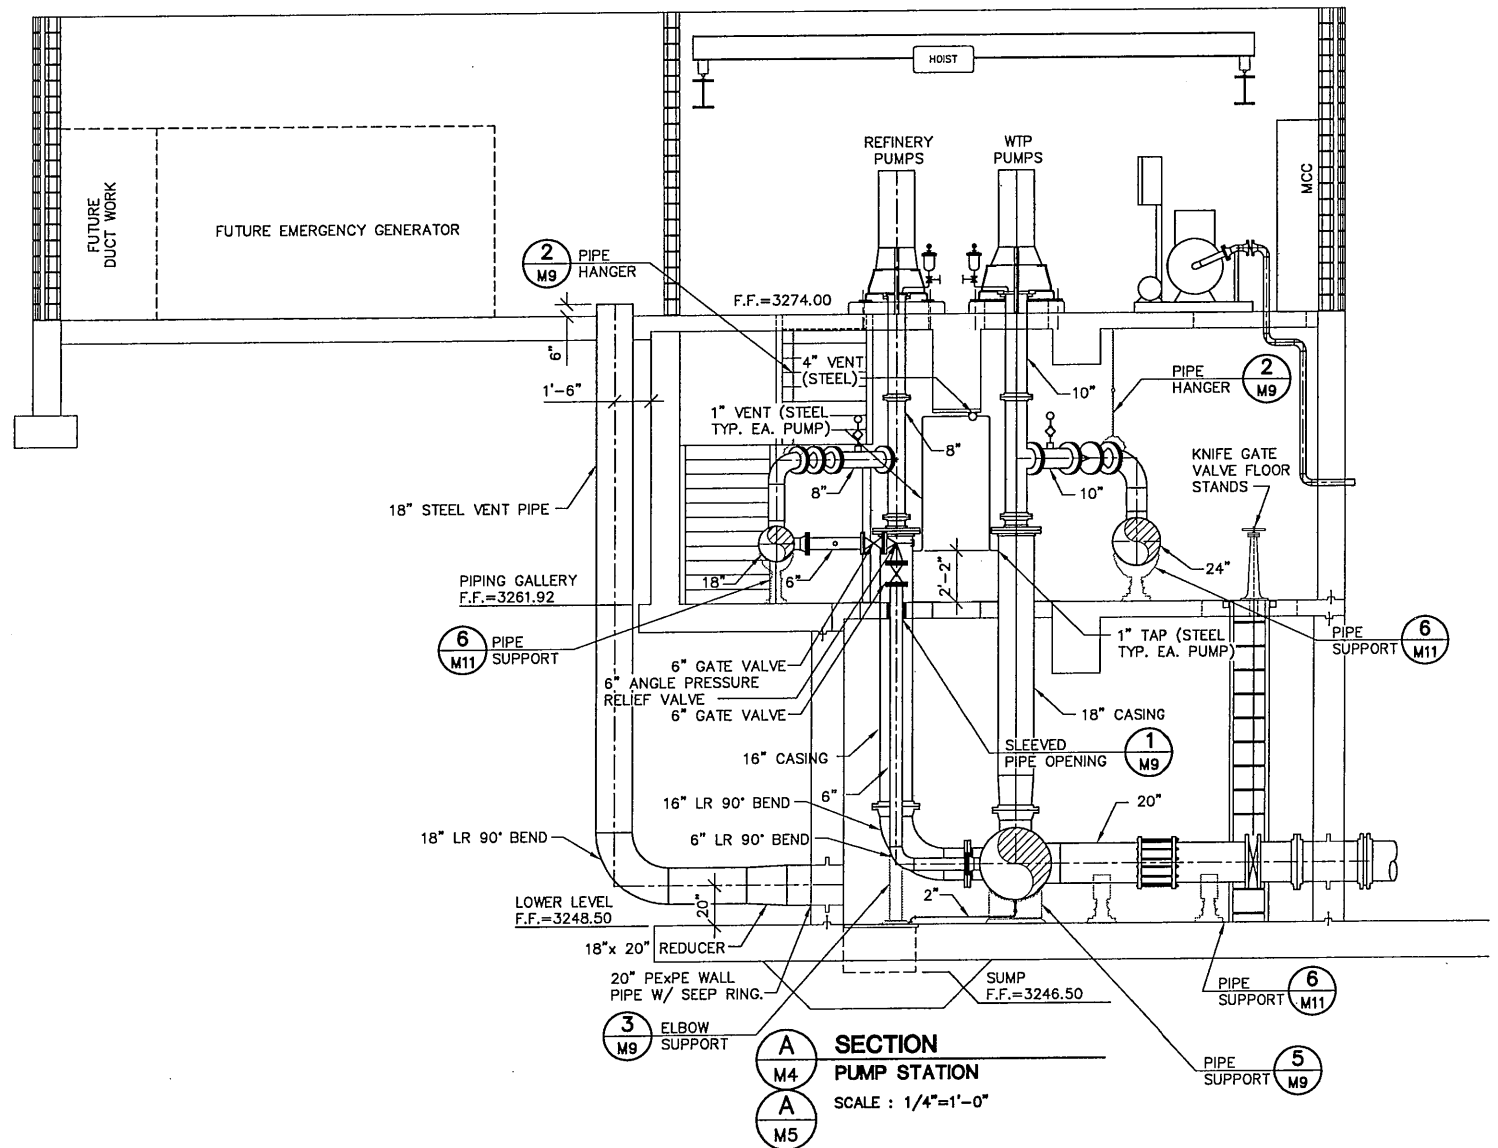 HOIST
REFINERY
PUMPS
WTP
PUMPS
MCC
FUTURE
DUCT WORK
FUTURE EMERGENCY GENERATOR
2
M9
PIPE
HANGER
F.F.=3274.00
6"
1'-6"
4" VENT
(STEEL)
10"
PIPE
HANGER
2
M9
1" VENT (STEEL
TYP. EA. PUMP)
8"
8"
10"
KNIFE GATE
VALVE FLOOR
STANDS
18" STEEL VENT PIPE
18"
6"
2'-2"
24"
PIPING GALLERY
F.F.=3261.92
6
M11
PIPE
SUPPORT
1" TAP (STEEL
TYP. EA. PUMP)
PIPE
SUPPORT
6
M11
6" GATE VALVE
6" ANGLE PRESSURE
RELIEF VALVE
6" GATE VALVE
18" CASING
16" CASING
SLEEVED
PIPE OPENING
1
M9
6"
16" LR 90° BEND
20"
18" LR 90° BEND
6" LR 90° BEND
LOWER LEVEL
F.F.=3248.50
20"
2"
18"x 20" REDUCER
20" PExPE WALL
PIPE W/ SEEP RING.
SUMP
F.F.=3246.50
PIPE
SUPPORT
6
M11
3
M9
ELBOW
SUPPORT
A
M4
SECTION
PUMP STATION
A
M5
SCALE : 1/4"=1'-0"
PIPE
SUPPORT
5
M9